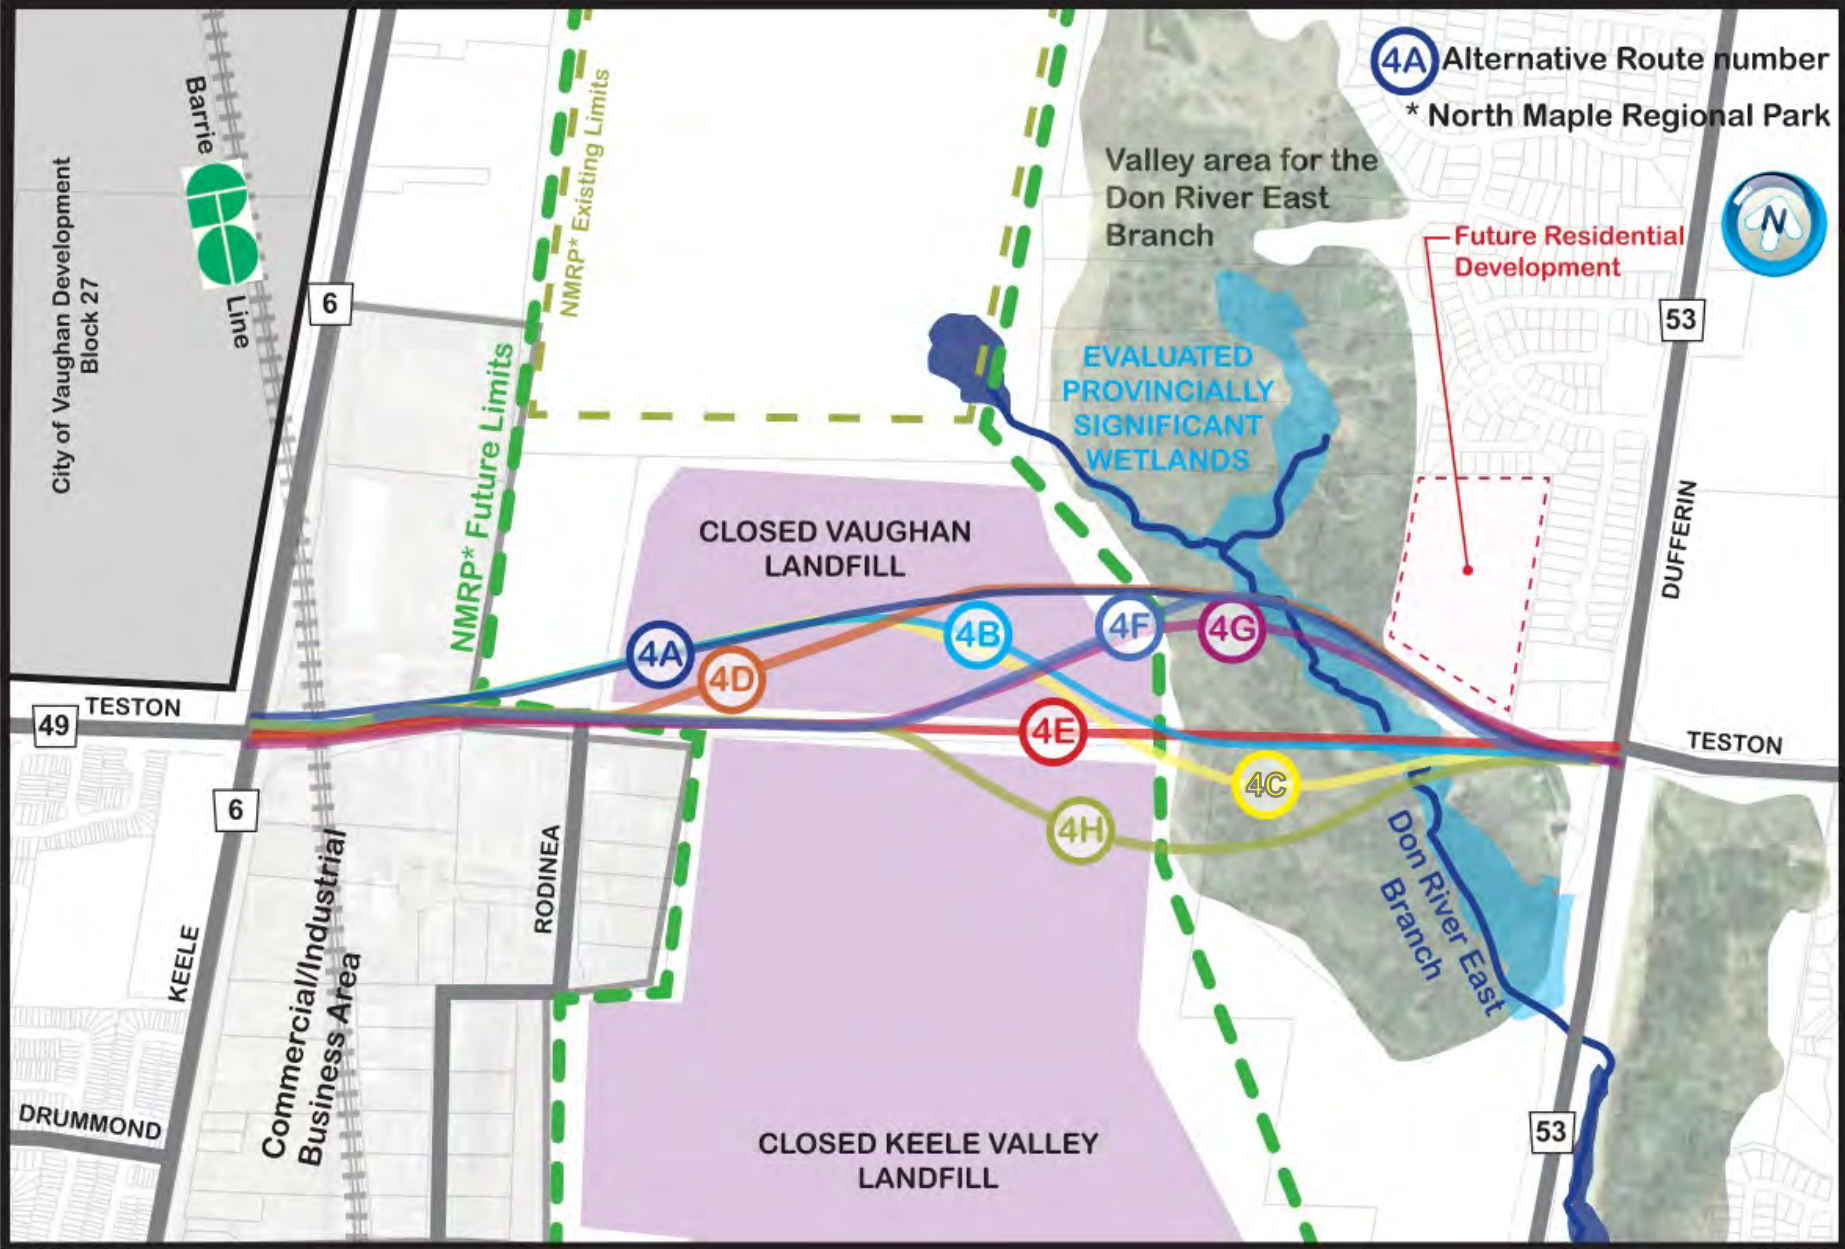 4A Alternative Route number
* North Maple Regional Park
N
City of Vaughan Development
Block 27
Barrie
GO
Line
6
NMRP* Existing Limits
NMRP* Future Limits
Valley area for the
Don River East
Branch
Future Residential
Development
53
EVALUATED
PROVINCIALLY
SIGNIFICANT
WETLANDS
DUFFERIN
CLOSED VAUGHAN
LANDFILL
4A
4D
4B
4F
4G
4E
4C
4H
49
TESTON
TESTON
6
KEELE
RODINEA
Commercial/Industrial
Business Area
DRUMMOND
Don River East
Branch
53
CLOSED KEELE VALLEY
LANDFILL